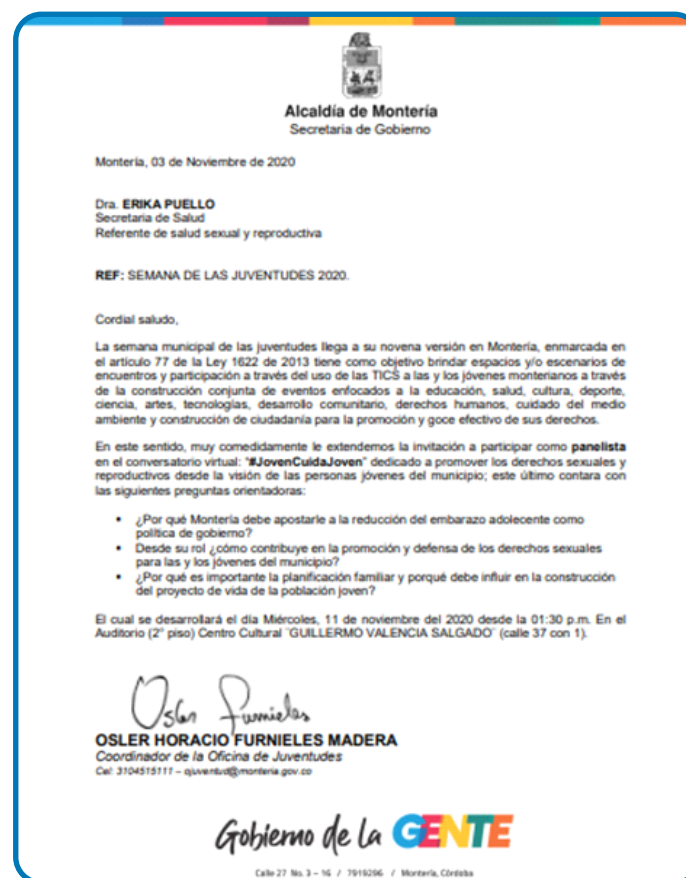 Alcaldía de Montería
Secretaria de Gobierno
Montería, 03 de Noviembre de 2020
Dra. ERIKA PUELLO
Secretaria de Salud
Referente de salud sexual y reproductiva
REF: SEMANA DE LAS JUVENTUDES 2020.
Cordial saludo,
La semana municipal de las juventudes llega a su novena versión en Montería, enmarcada en
el artículo 77 de la Ley 1622 de 2013 tiene como objetivo brindar espacios y/o escenarios de
encuentros y participación a través del uso de las TICS a las y los jóvenes monterianos a través
de la construcción conjunta de eventos enfocados a la educación, salud, cultura, deporte,
ciencia, artes, tecnologías, desarrollo comunitario, derechos humanos, cuidado del medio
ambiente y construcción de ciudadanía para la promoción y goce efectivo de sus derechos.
En este sentido, muy comedidamente le extendemos la invitación a participar como panelista
en el conversatorio virtual: "#JovenCuidaJoven" dedicado a promover los derechos sexuales y
reproductivos desde la visión de las personas jóvenes del municipio; este último contara con
las siguientes preguntas orientadoras:
▪ ¿Por qué Montería debe apostarle a la reducción del embarazo adolecente como
política de gobierno?
▪ Desde su rol ¿cómo contribuye en la promoción y defensa de los derechos sexuales
para las y los jóvenes del municipio?
▪ ¿Por qué es importante la planificación familiar y porqué debe influir en la construcción
del proyecto de vida de la población joven?
El cual se desarrollará el día Miércoles, 11 de noviembre del 2020 desde la 01:30 p.m. En el
Auditorio (2° piso) Centro Cultural ¨GUILLERMO VALENCIA SALGADO¨ (calle 37 con 1).
Osler Furnieles
OSLER HORACIO FURNIELES MADERA
Coordinador de la Oficina de Juventudes
Cel: 3104515111 – ojuventud@monteria.gov.co
Gobierno de la GENTE
Calle 27 No. 3 – 16 / 7919296 / Montería, Córdoba